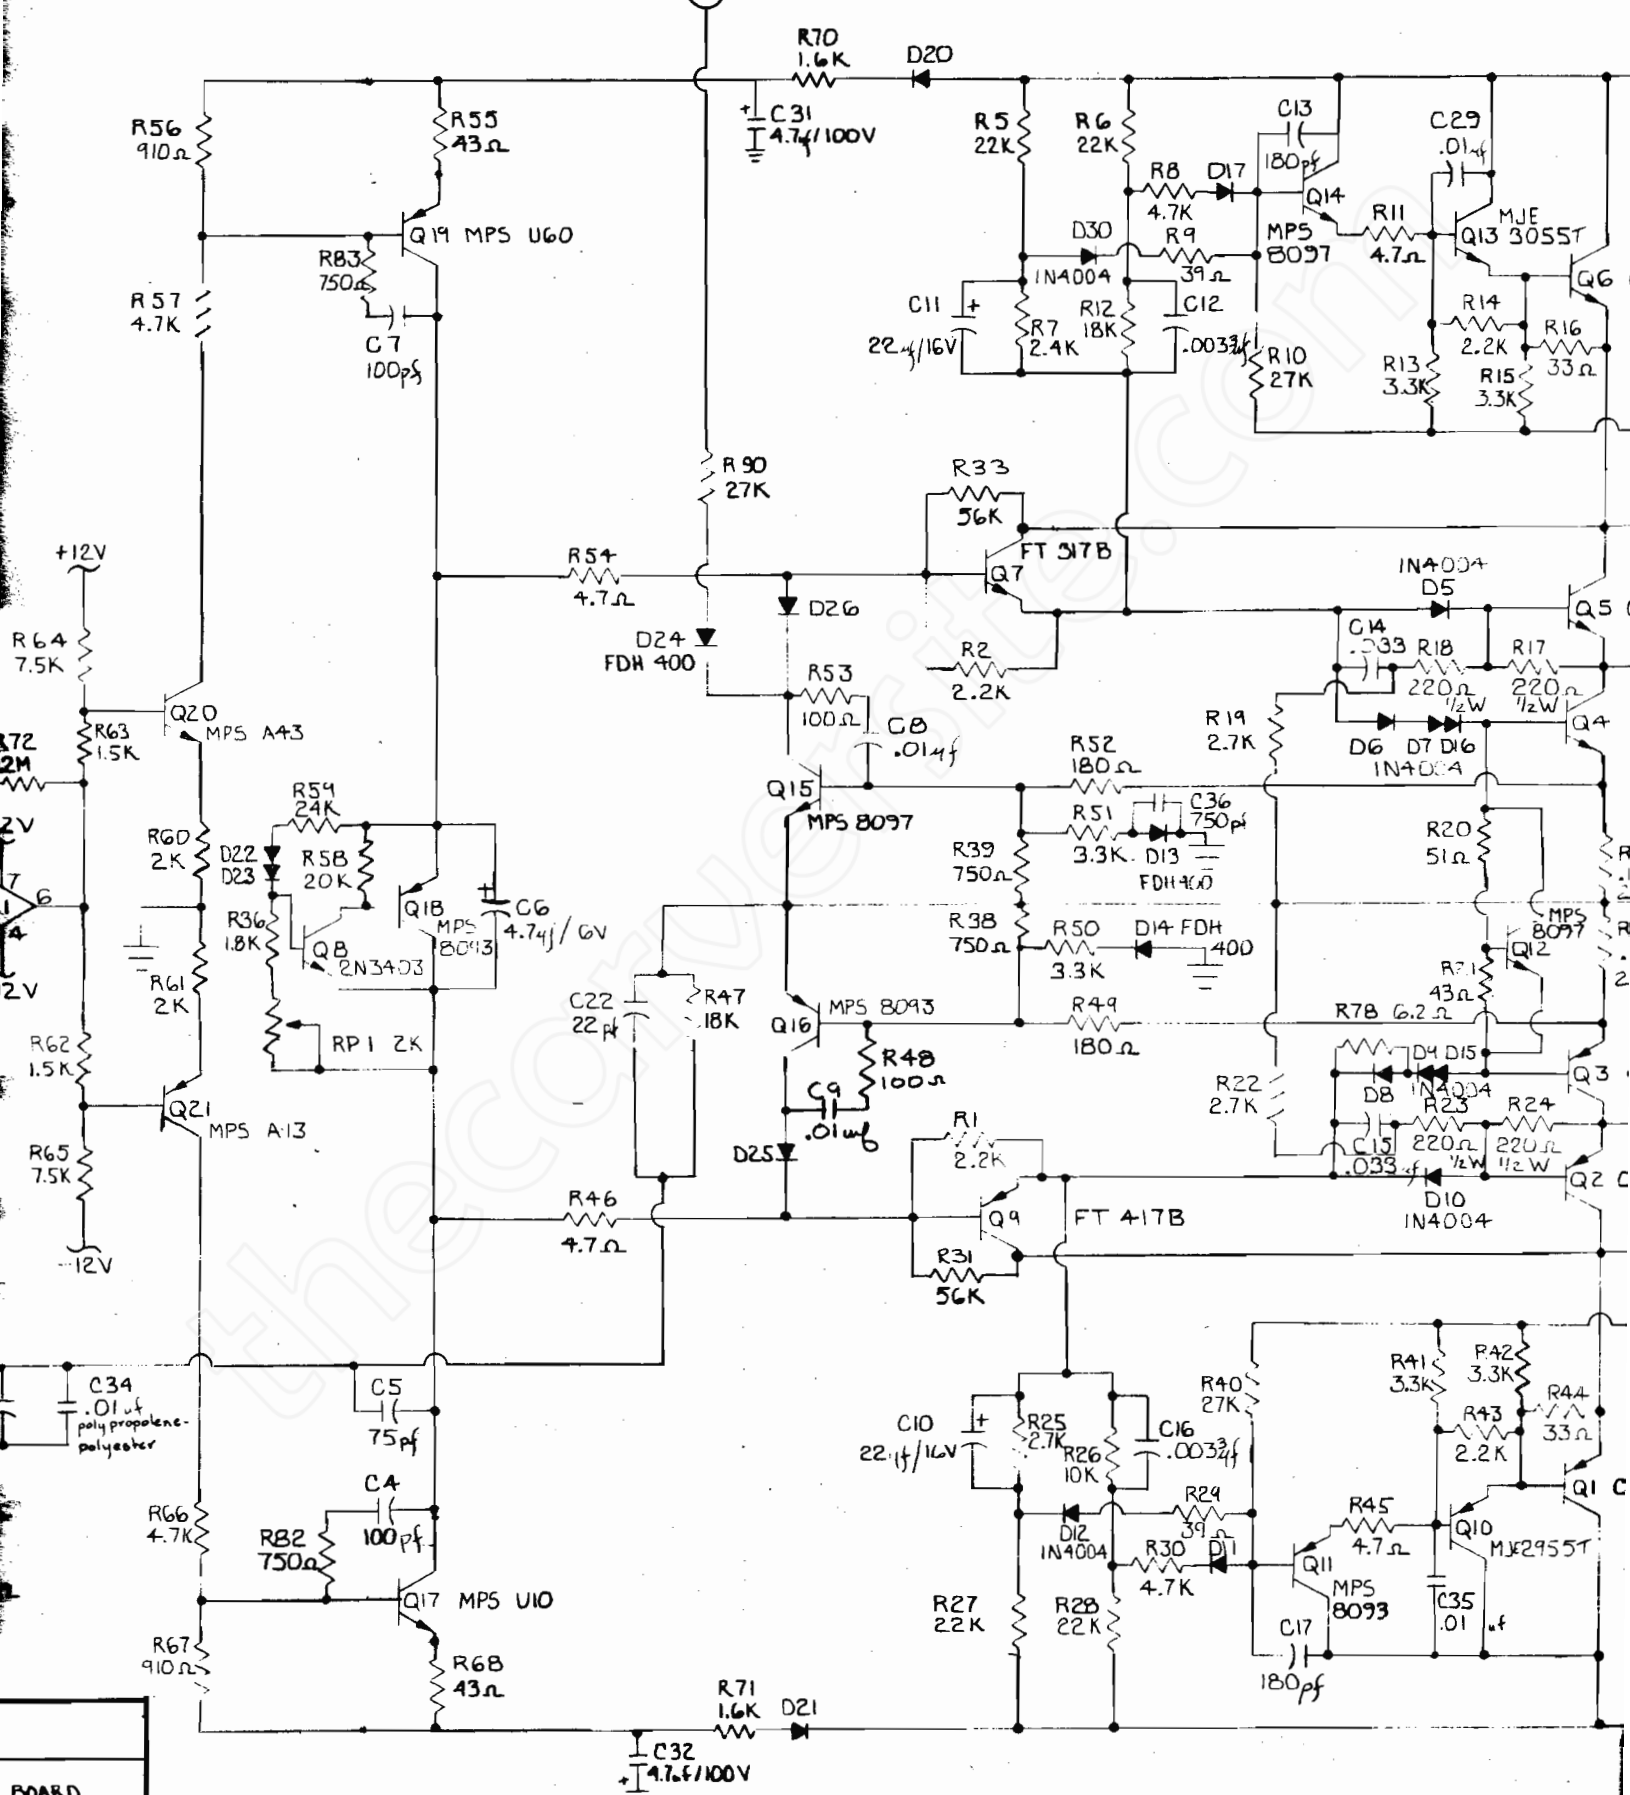 R70
1.6K
D20
R56
910Ω
R55
43Ω
+
C31
4.7uf/100V
R5
22K
R6
22K
C13
180pf
C29
.01uf
R8
4.7K
D17
Q14
MPS
8097
R11
4.7Ω
MJE
Q13 3055T
Q19 MPS U60
R83
750Ω
D30
1N4004
R9
39Ω
Q6
R57
4.7K
C7
100pf
C11
+
22uf/16V
R7
2.4K
R12
18K
C12
.0033uf
R10
27K
R14
2.2K
R16
33Ω
R13
3.3K
R15
3.3K
R90
27K
R33
56K
FT 317B
Q7
+12V
R54
4.7Ω
1N4004
D5
Q5
D26
D24
FDH 400
R64
7.5K
R2
2.2K
C14
.033
R18
220Ω
1/2W
R17
220Ω
1/2W
R53
100Ω
Q20
MPS A43
R63
1.5K
C8
.01uf
R19
2.7K
Q4
D6
D7 D16
1N4004
R72
2M
R52
180Ω
Q15
MPS 8097
R59
24K
R51
3.3K
C36
750pf
D13
FDH400
R20
51Ω
2V
R60
2K
D22
D23
R58
20K
R39
750Ω
7
6
4
R36
1.8K
Q8
2N3403
Q18
MPS
8093
+
C6
4.7uf/6V
R38
750Ω
R50
3.3K
D14 FDH
400
MPS
8097
Q12
R21
43Ω
12V
R61
2K
C22
22pf
R47
18K
Q16
MPS 8093
R49
180Ω
R78 6.2Ω
R62
1.5K
RP1 2K
R48
100Ω
D4 D15
1N4004
D8
Q3
C9
.01uf
R22
2.7K
Q21
MPS A13
R1
2.2K
R23
220Ω
1/2W
R24
220Ω
1/2W
C15
.033uf
R65
7.5K
D25
D10
1N4004
Q2
R46
4.7Ω
Q9
FT 417B
-12V
R31
56K
C34
.01uf
polypropolene-
polyester
C5
75pf
R41
3.3K
R42
3.3K
R40
27K
R44
33Ω
C10
+
22uf/16V
R25
2.7K
R26
10K
C16
.0033uf
R43
2.2K
C4
100pf
Q1
R66
4.7K
R82
750Ω
D12
1N4004
R29
39Ω
R45
4.7Ω
Q10
MJE2955T
R30
4.7K
D11
Q11
MPS
8093
Q17
MPS U10
R27
22K
R28
22K
C35
.01 uf
C17
180pf
R67
910Ω
R68
43Ω
R71
1.6K
D21
C32
+
4.7uf/100V
BOARD
thecarversite.com